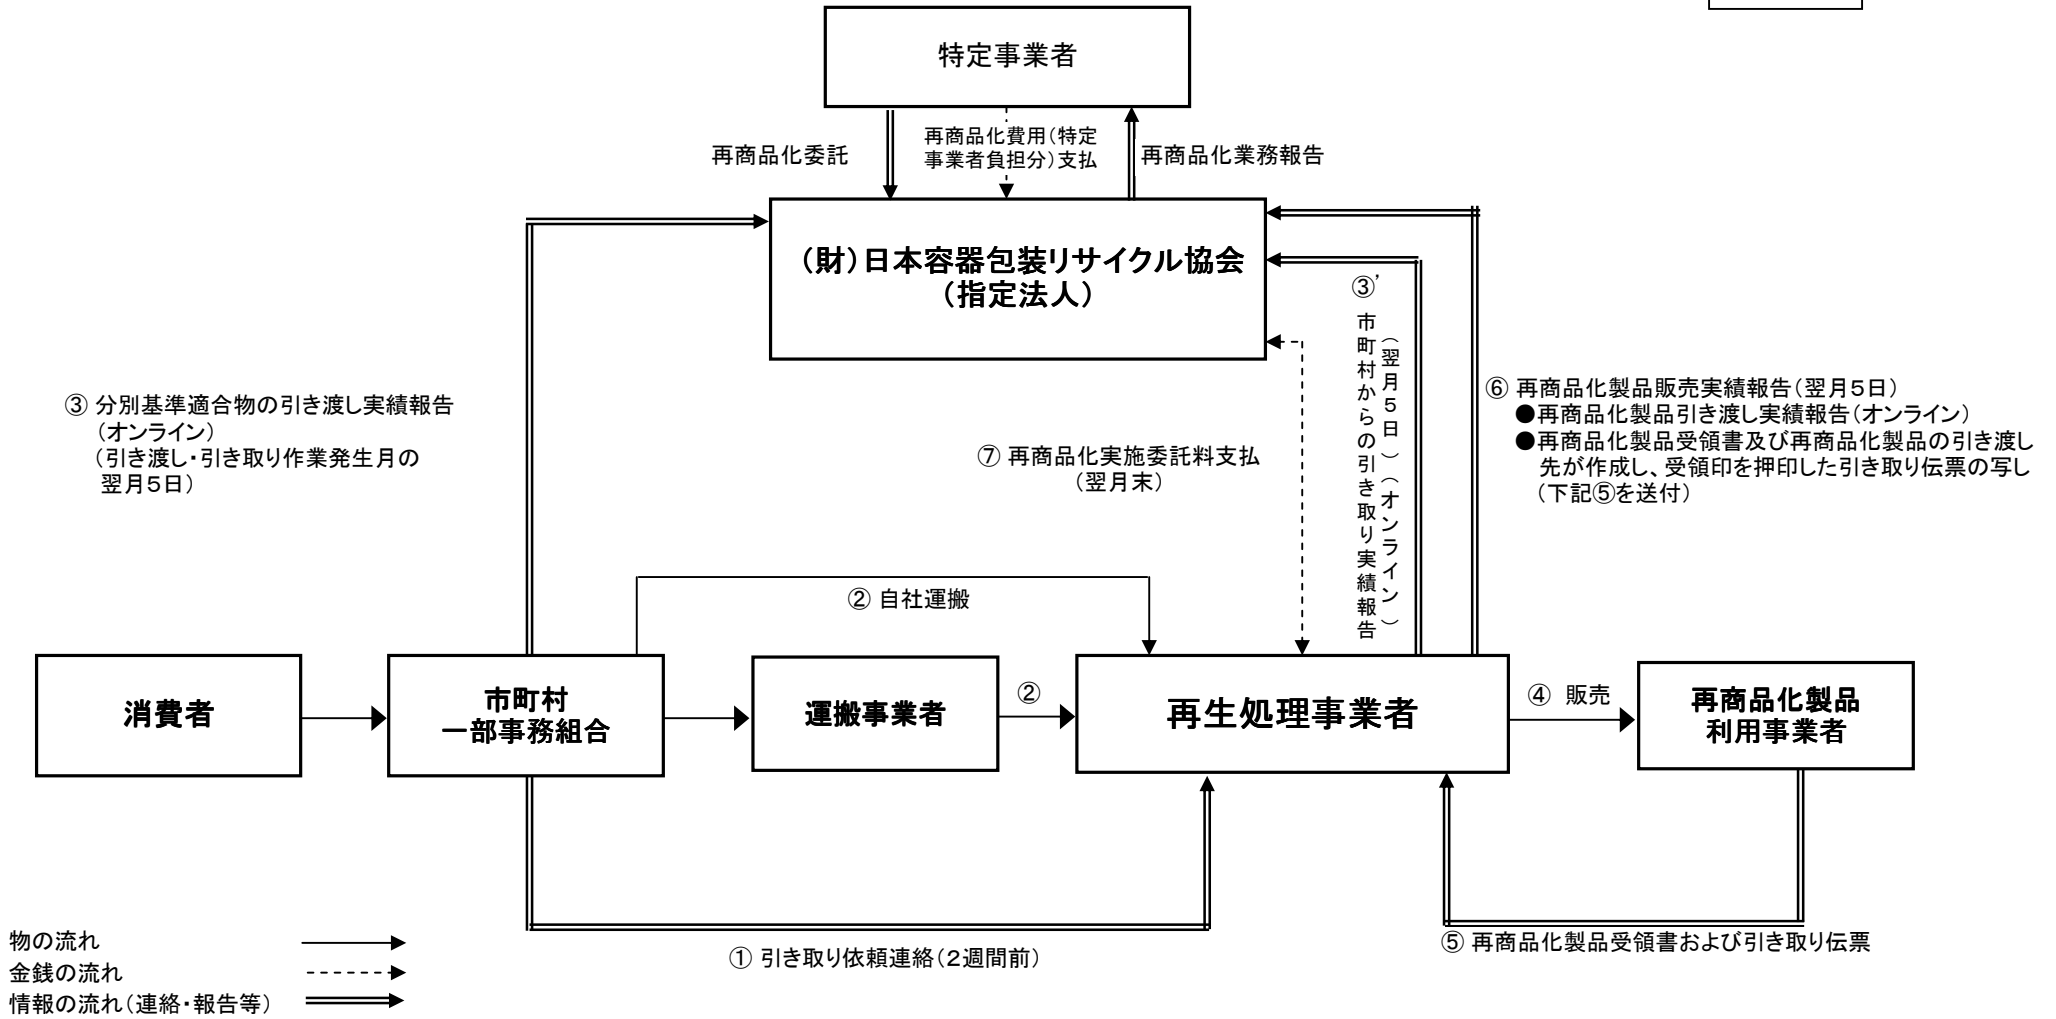 特定事業者
再商品化委託
再商品化費用(特定
事業者負担分)支払
再商品化業務報告
(財)日本容器包装リサイクル協会
(指定法人)
③ 分別基準適合物の引き渡し実績報告
(オンライン)
(引き渡し・引き取り作業発生月の
翌月5日)
⑦ 再商品化実施委託料支払
(翌月末)
③’
市町村からの引き取り実績報告
(翌月5日)(オンライン)
⑥ 再商品化製品販売実績報告(翌月5日)
●再商品化製品引き渡し実績報告(オンライン)
●再商品化製品受領書及び再商品化製品の引き渡し
先が作成し、受領印を押印した引き取り伝票の写し
(下記⑤を送付)
② 自社運搬
消費者
市町村
一部事務組合
運搬事業者
②
再生処理事業者
④ 販売
再商品化製品
利用事業者
① 引き取り依頼連絡(2週間前)
⑤ 再商品化製品受領書および引き取り伝票
物の流れ
金銭の流れ
情報の流れ(連絡・報告等)